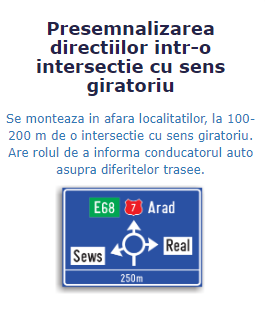 Presemnalizarea
directiilor intr-o
intersectie cu sens
giratoriu
Se monteaza in afara localitatilor, la 100-
200 m de o intersectie cu sens giratoriu.
Are rolul de a informa conducatorul auto
asupra diferitelor trasee.
E68 7 Arad
Real
Sews
250m